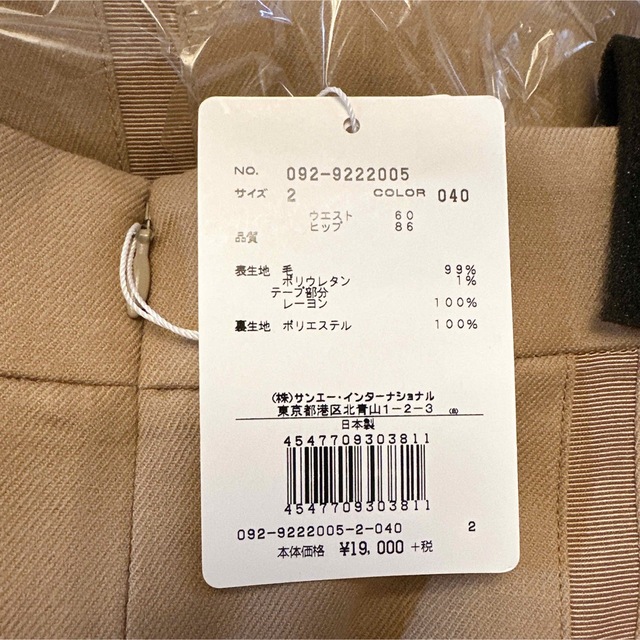 NO. 092-9222005
サイズ 2 COLOR 040
ウエスト 60
ヒップ 86
品質
表生地 毛 99%
ポリウレタン 1%
テープ部分
レーヨン 100%
裏生地 ポリエステル 100%
(株)サンエー・インターナショナル
東京都港区北青山1-2-3
日本製
4547709303811
4547709303811
092-9222005-2-040 2
本体価格 ¥19,000 +税